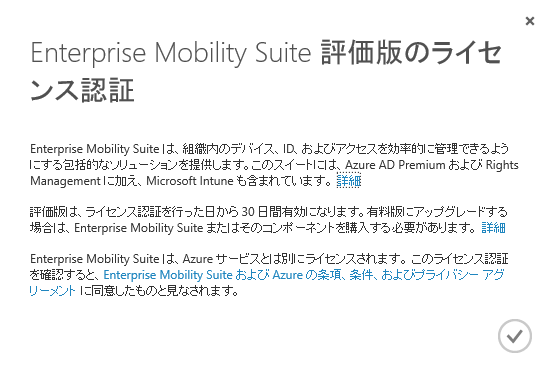 Enterprise Mobility Suite 評価版のライセ
ンス認証
Enterprise Mobility Suite は、組織内のデバイス、ID、およびアクセスを効率的に管理できるよう
にする包括的なソリューションを提供します。このスイートには、Azure AD Premium および Rights
Management に加え、Microsoft Intune も含まれています。 詳細
評価版は、ライセンス認証を行った日から 30 日間有効になります。有料版にアップグレードする
場合は、Enterprise Mobility Suite またはそのコンポーネントを購入する必要があります。 詳細
Enterprise Mobility Suite は、Azure サービスとは別にライセンスされます。このライセンス認証
を確認すると、Enterprise Mobility Suite および Azure の条項、条件、およびプライバシー アグ
リーメント に同意したものと見なされます。